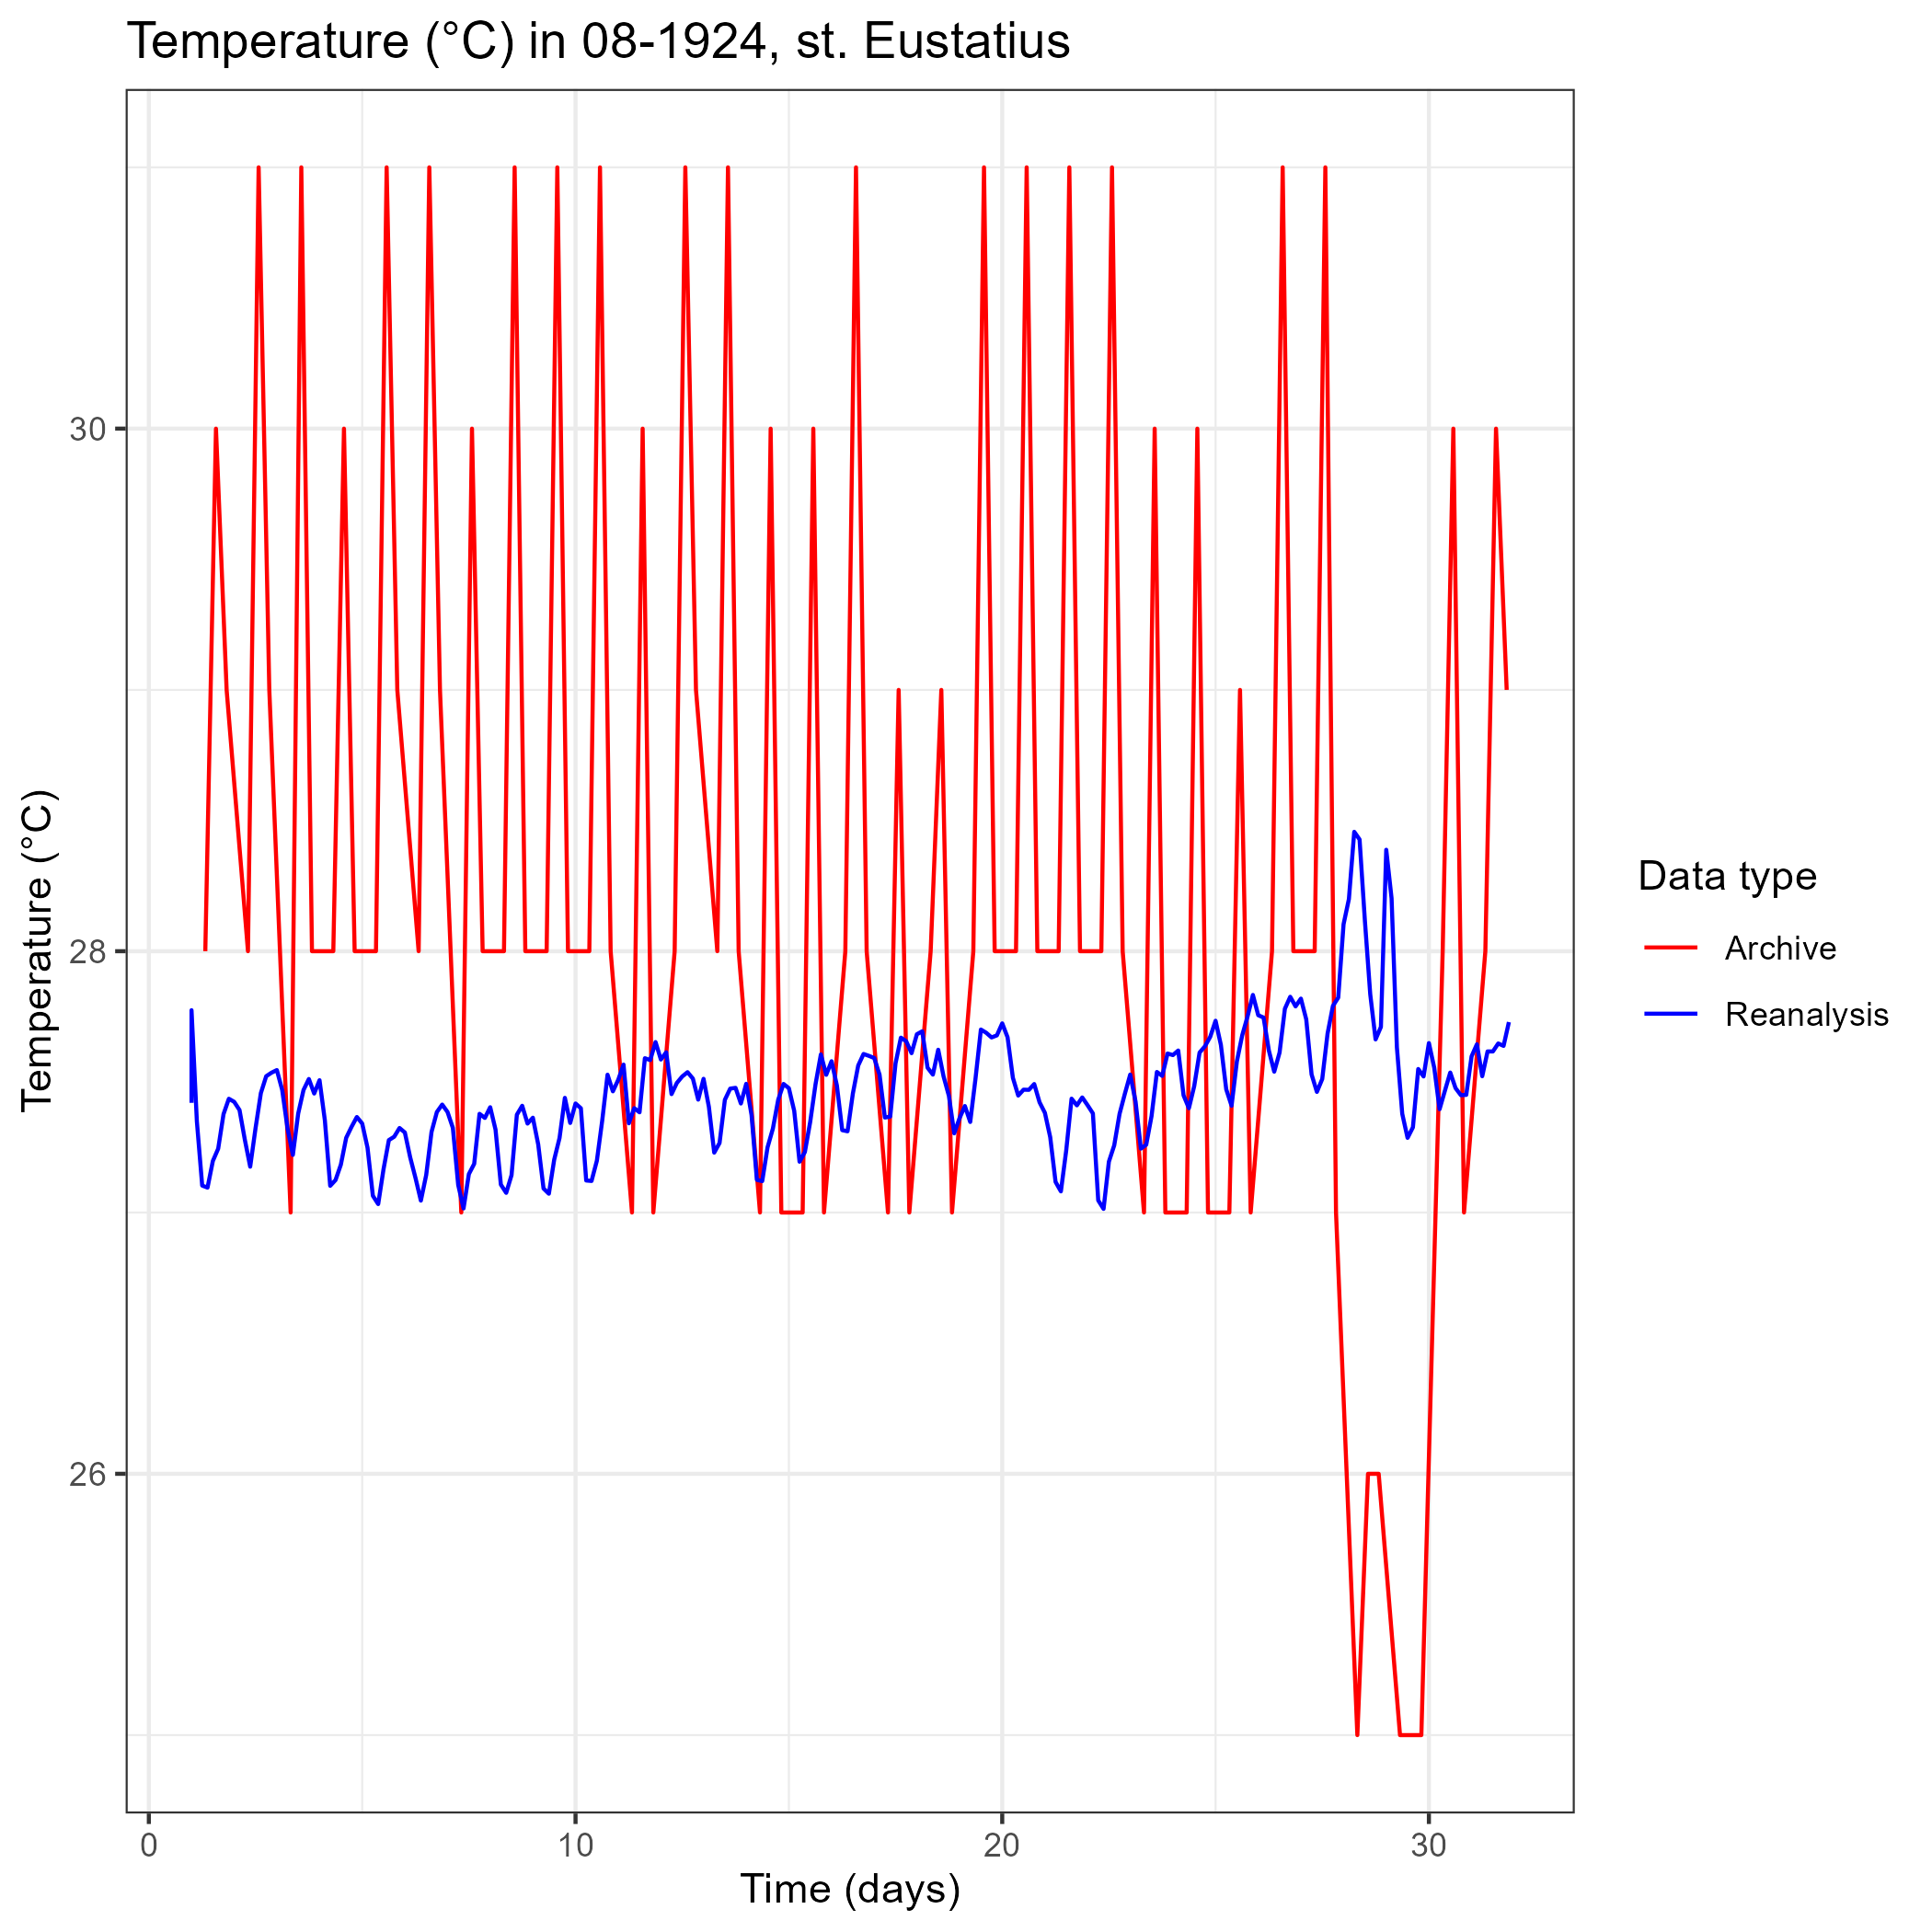 Temperature (°C) in 08-1924, st. Eustatius
Temperature (°C)
30
28
26
0
10
20
30
Time (days)
Data type
Archive
Reanalysis